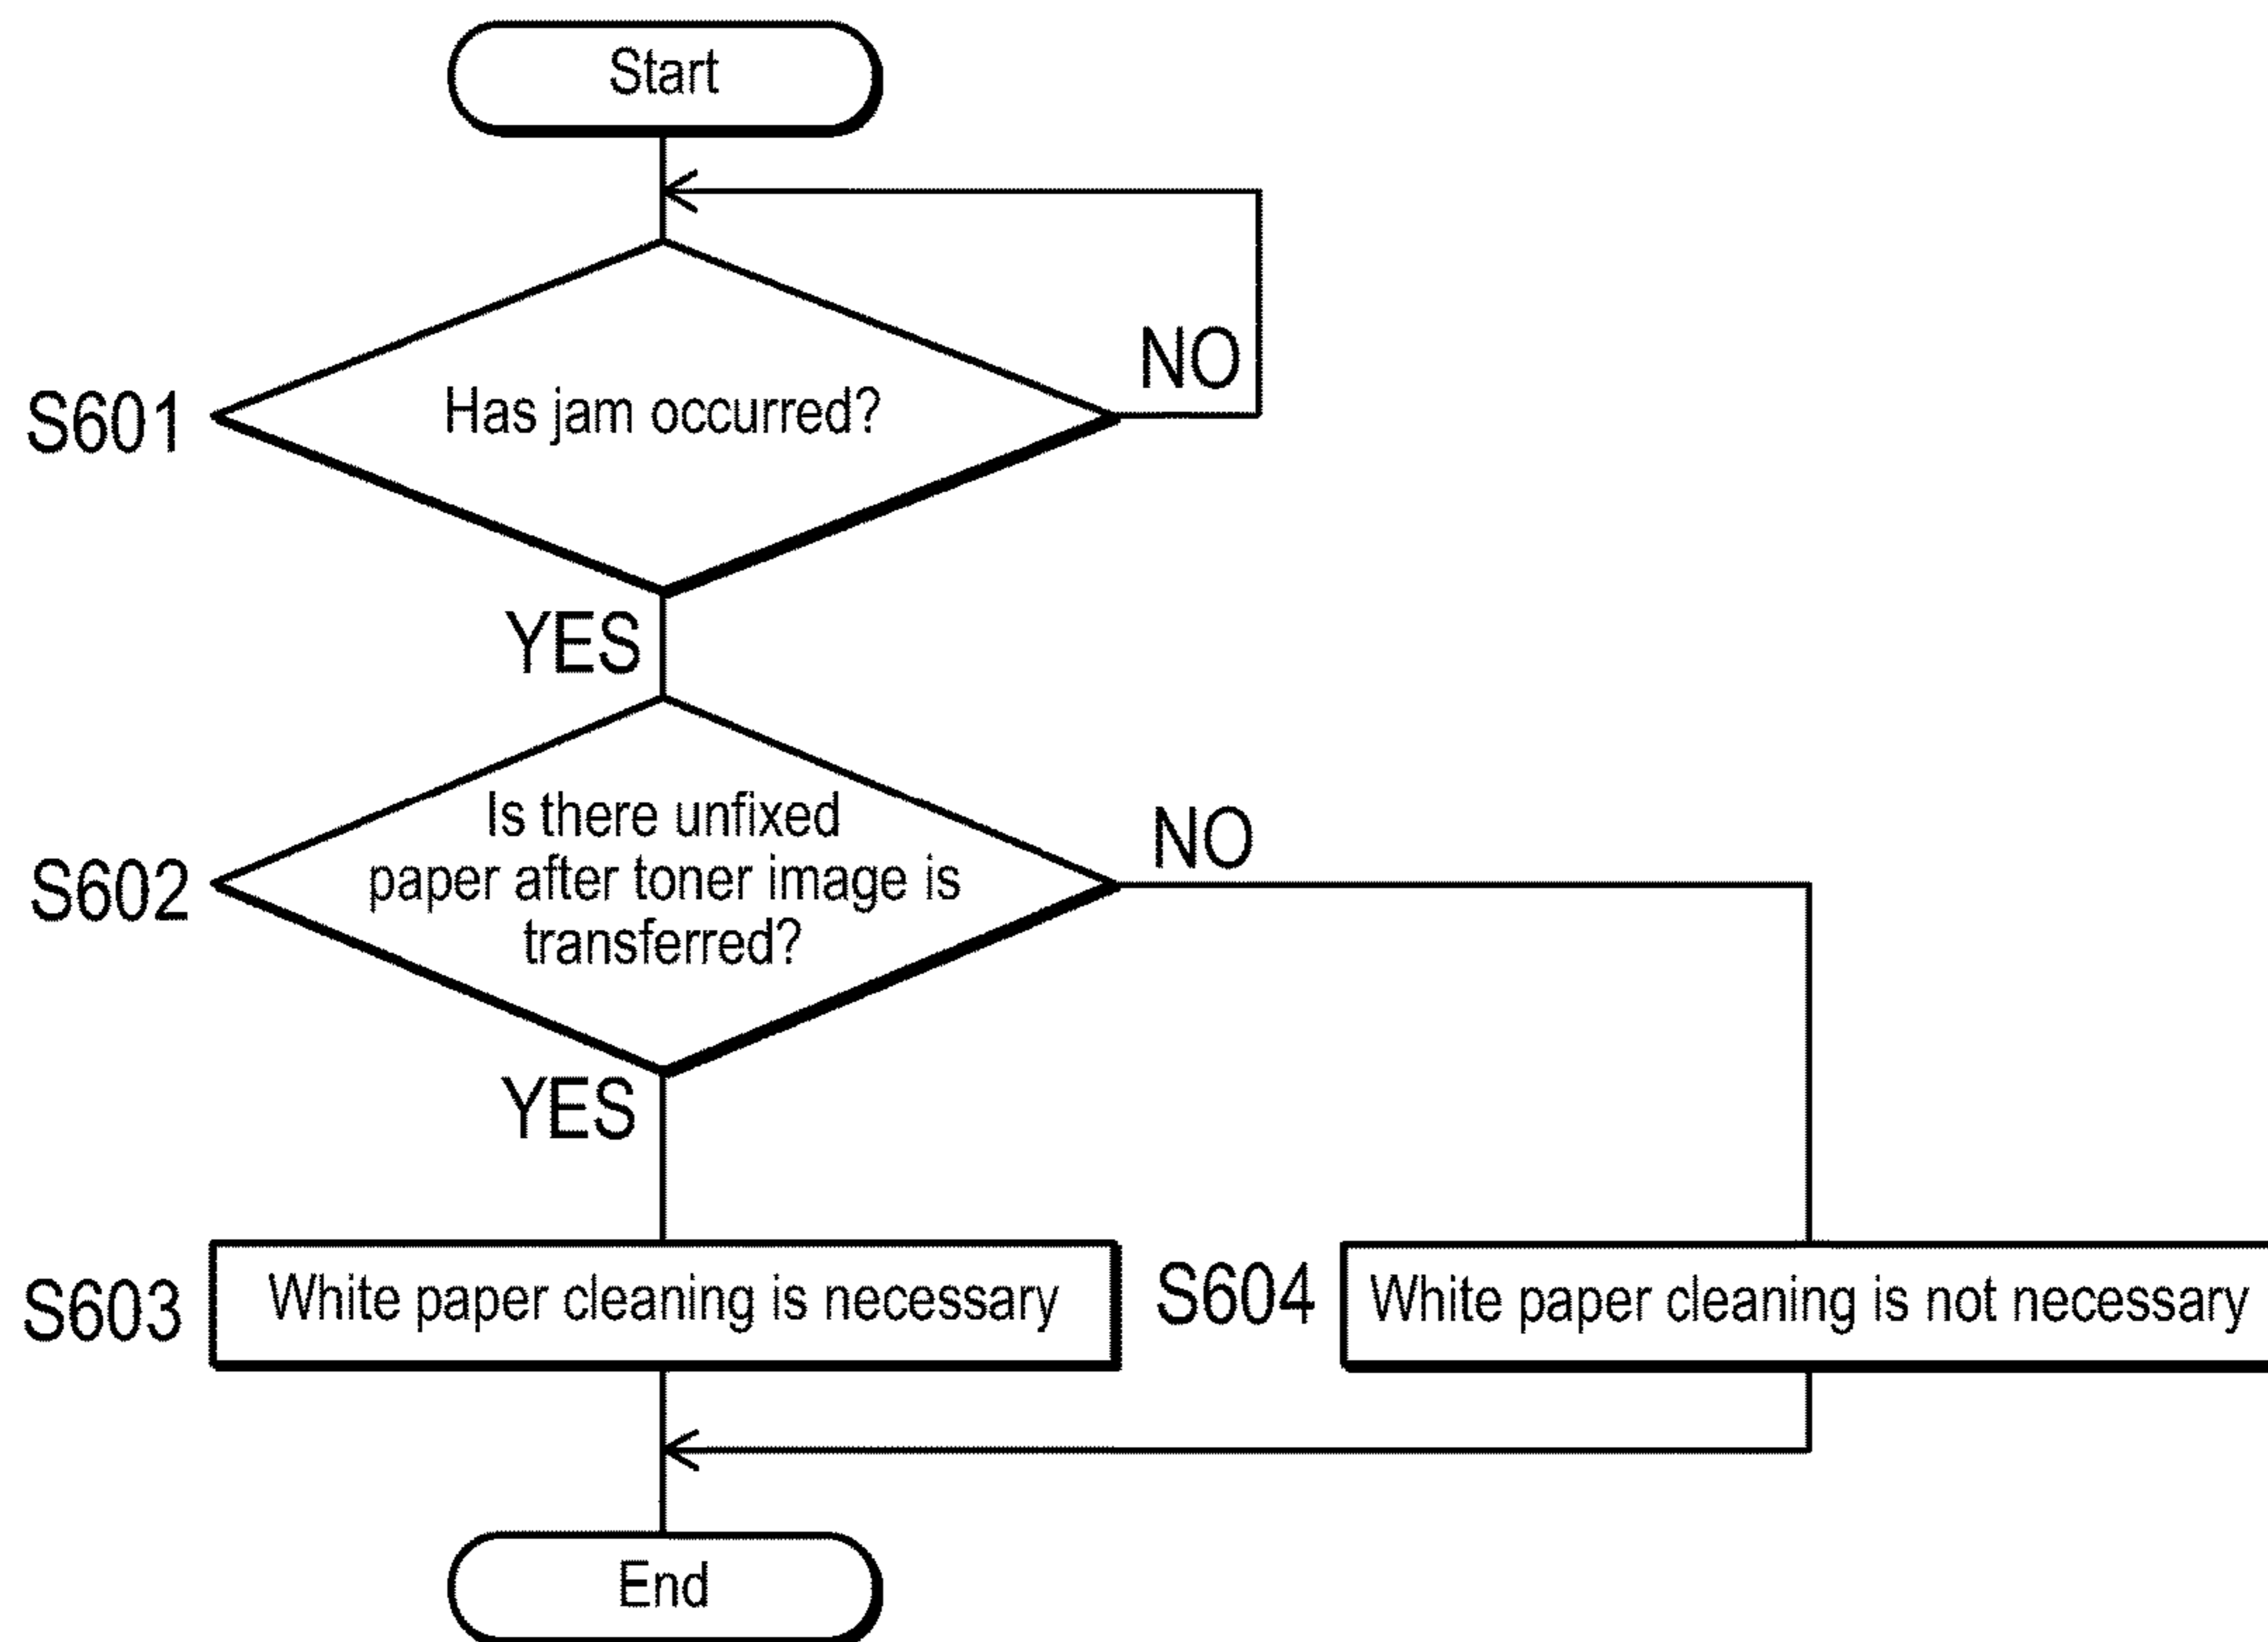 Start
NO
S601
Has jam occurred?
YES
Is there unfixed
paper after toner image is
transferred?
S602
NO
YES
S603
White paper cleaning is necessary
S604
White paper cleaning is not necessary
End